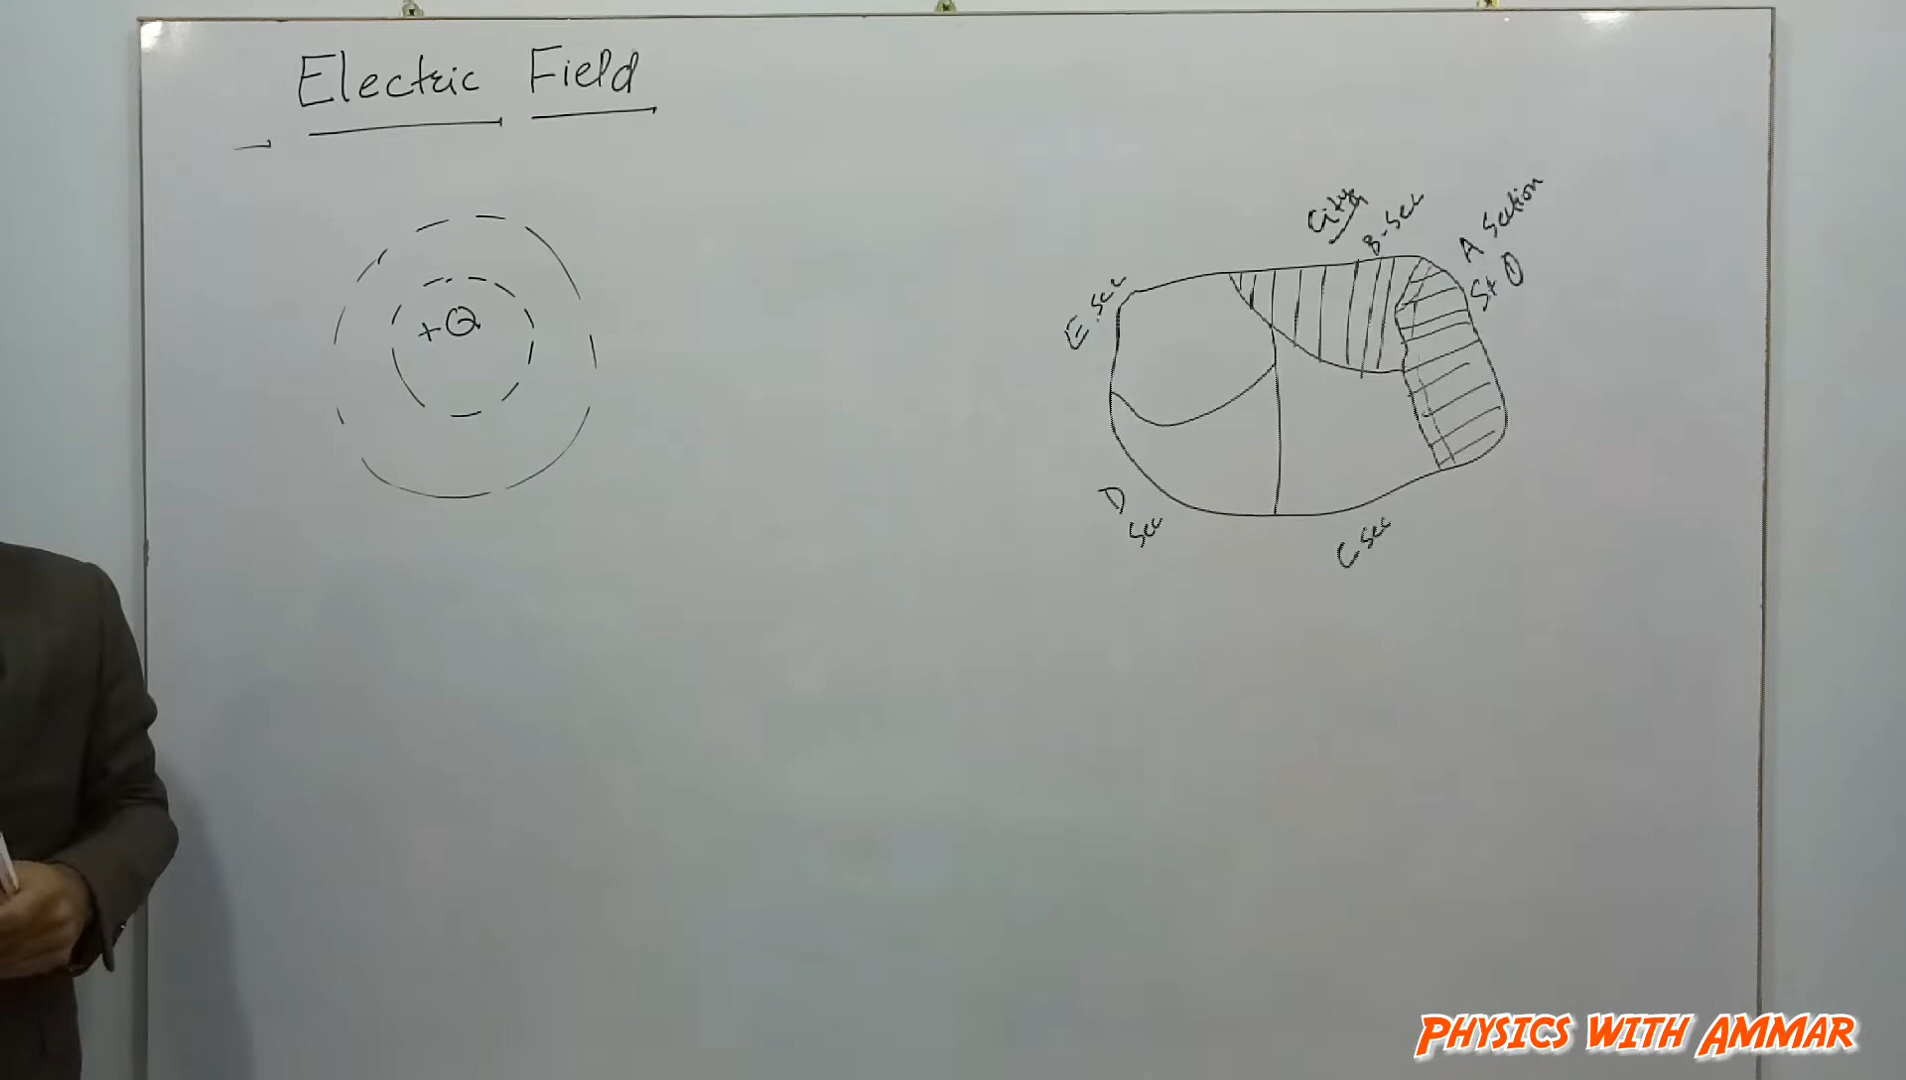 Electric Field
+Q
City
B-Sec
A Section
E.Sec
D
Sec
C Sec
PHYSICS WITH AMMAR